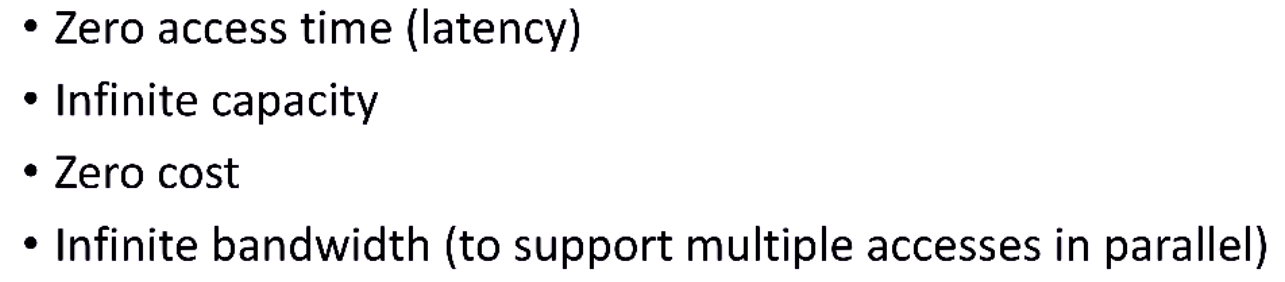 • Zero access time (latency)
• Infinite capacity
• Zero cost
• Infinite bandwidth (to support multiple accesses in parallel)